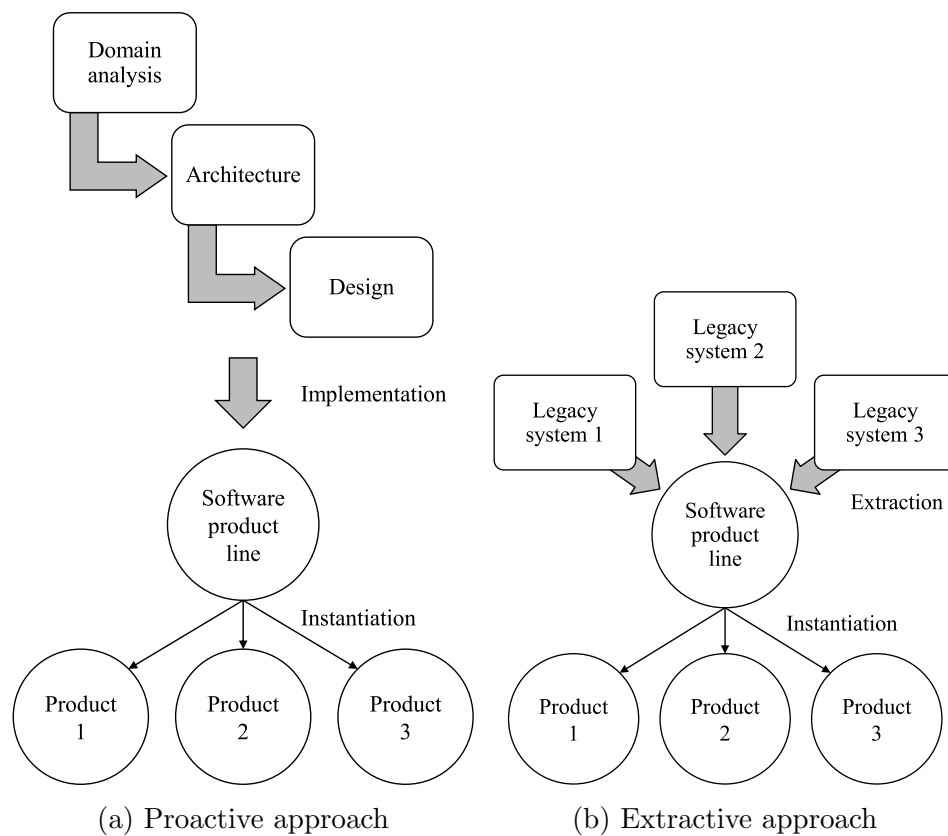 Domain
analysis
Architecture
Design
Implementation
Software
product
line
Instantiation
Product
1
Product
2
Product
3
(a) Proactive approach
Legacy
system 2
Legacy
system 1
Legacy
system 3
Extraction
Software
product
line
Instantiation
Product
1
Product
2
Product
3
(b) Extractive approach